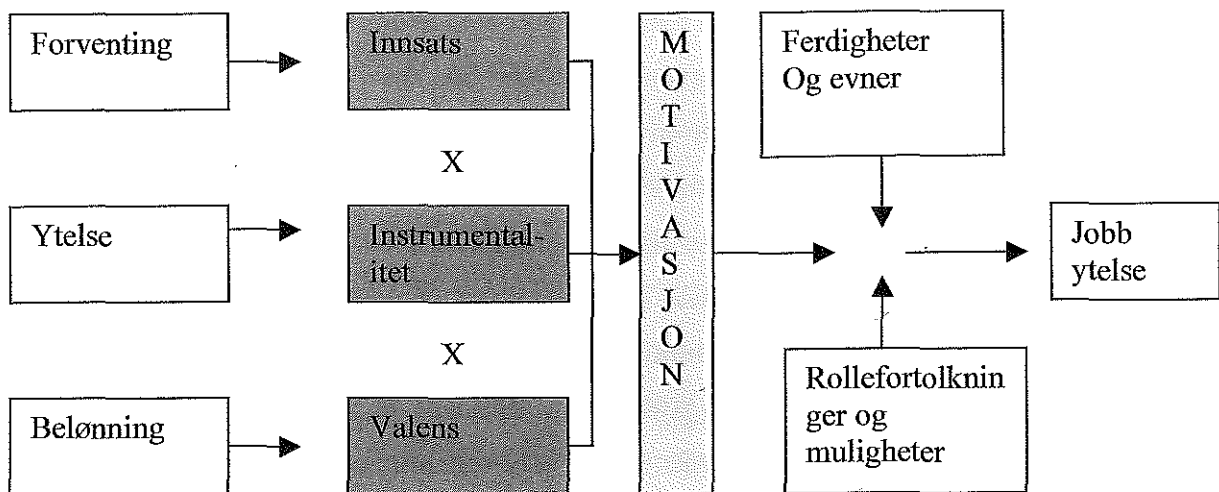 Forventing
Innsats
X
Ytelse
Instrumental-
itet
X
Belønning
Valens
M
O
T
I
V
A
S
J
O
N
Ferdigheter
Og evner
Jobb
ytelse
Rollefortolknin
ger og
muligheter